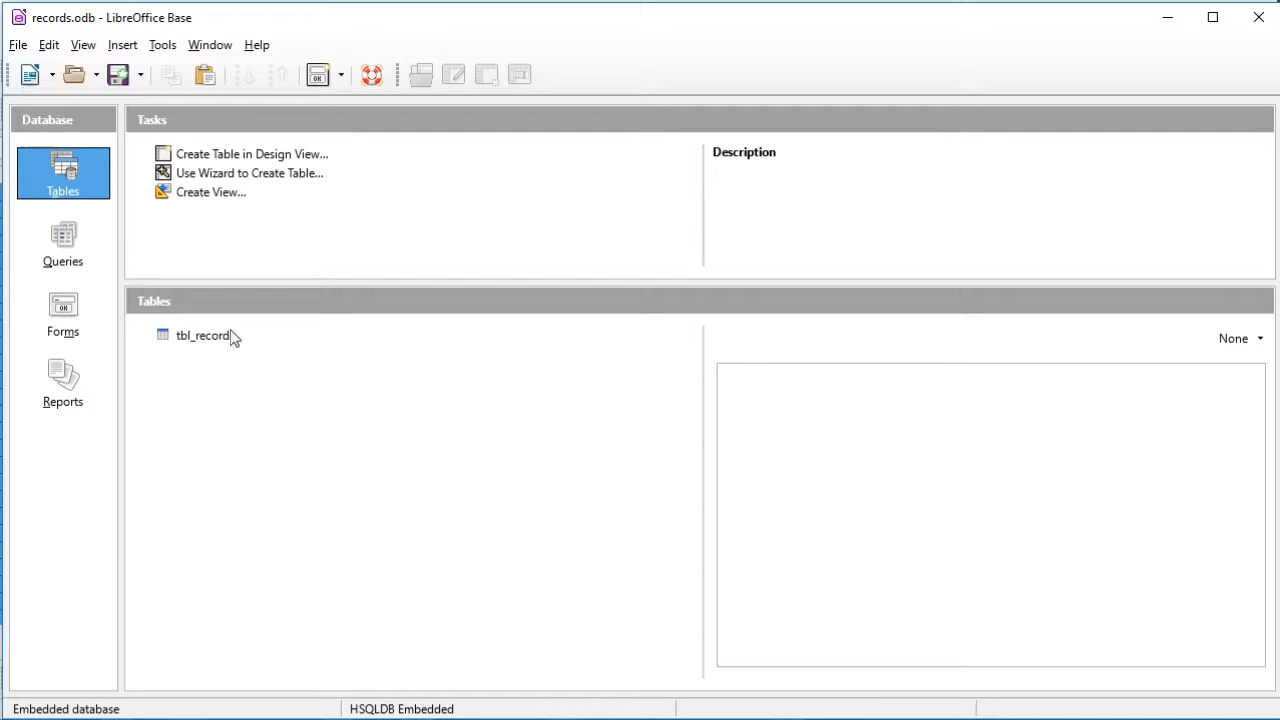 records.odb - LibreOffice Base
File Edit View Insert Tools Window Help
Database
Tables
Queries
Forms
Reports
Tasks
Create Table in Design View...
Use Wizard to Create Table...
Create View...
Description
Tables
tbl_record
None
Embedded database
HSQLDB Embedded